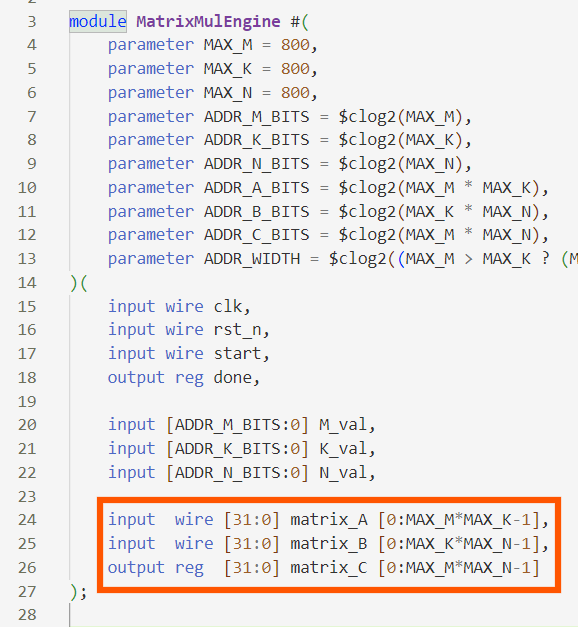 3 module MatrixMulEngine #(
4 parameter MAX_M = 800,
5 parameter MAX_K = 800,
6 parameter MAX_N = 800,
7 parameter ADDR_M_BITS = $clog2(MAX_M),
8 parameter ADDR_K_BITS = $clog2(MAX_K),
9 parameter ADDR_N_BITS = $clog2(MAX_N),
10 parameter ADDR_A_BITS = $clog2(MAX_M * MAX_K),
11 parameter ADDR_B_BITS = $clog2(MAX_K * MAX_N),
12 parameter ADDR_C_BITS = $clog2(MAX_M * MAX_N),
13 parameter ADDR_WIDTH = $clog2((MAX_M > MAX_K ? (M
14 )(
15 input wire clk,
16 input wire rst_n,
17 input wire start,
18 output reg done,
19
20 input [ADDR_M_BITS:0] M_val,
21 input [ADDR_K_BITS:0] K_val,
22 input [ADDR_N_BITS:0] N_val,
23
24 input  wire [31:0] matrix_A [0:MAX_M*MAX_K-1],
25 input  wire [31:0] matrix_B [0:MAX_K*MAX_N-1],
26 output reg  [31:0] matrix_C [0:MAX_M*MAX_N-1]
27 );
28